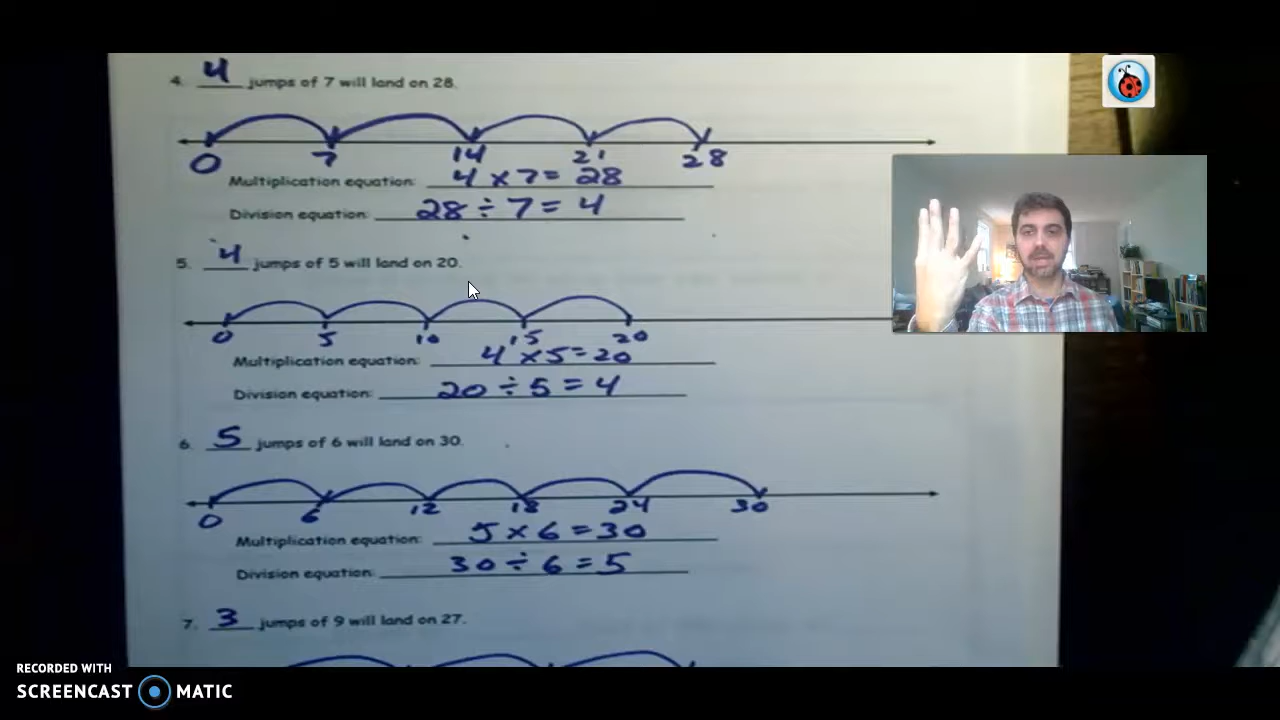 4. 4 jumps of 7 will land on 28.
0 7 14 21 28
Multiplication equation: 4 x 7 = 28
Division equation: 28 ÷ 7 = 4
5. 4 jumps of 5 will land on 20.
0 5 10 15 20
Multiplication equation: 4 x 5 = 20
Division equation: 20 ÷ 5 = 4
6. 5 jumps of 6 will land on 30.
0 6 12 18 24 30
Multiplication equation: 5 x 6 = 30
Division equation: 30 ÷ 6 = 5
7. 3 jumps of 9 will land on 27.
RECORDED WITH
SCREENCAST MATIC